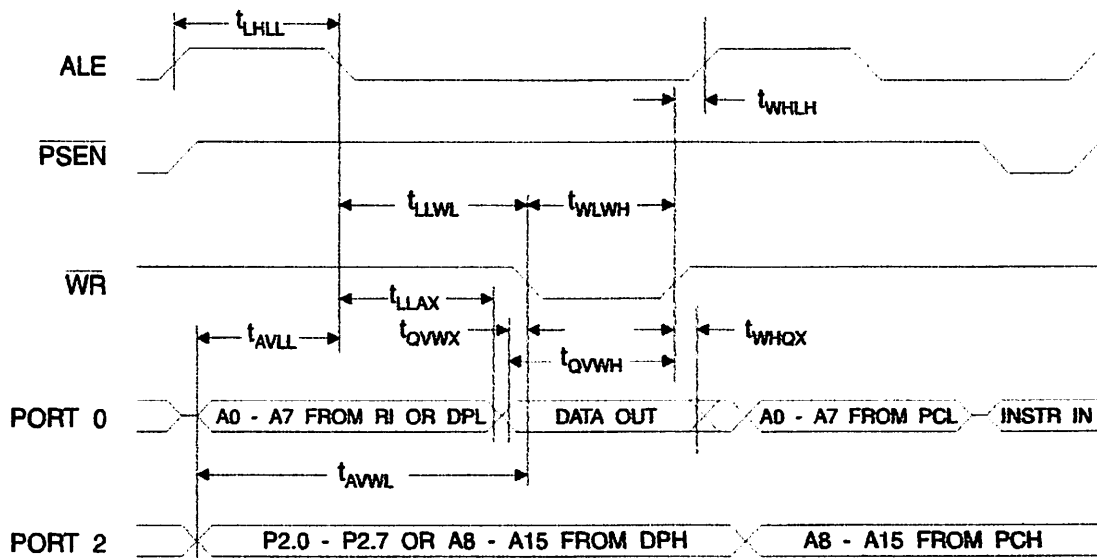 tLHLL
ALE
tWHLH
PSEN
tLLWL tWLWH
WR
tLLAX
tAVLL tQVWX tWHQX
tQVWH
PORT 0 A0 - A7 FROM RI OR DPL DATA OUT A0 - A7 FROM PCL INSTR IN
tAVWL
PORT 2 P2.0 - P2.7 OR A8 - A15 FROM DPH A8 - A15 FROM PCH